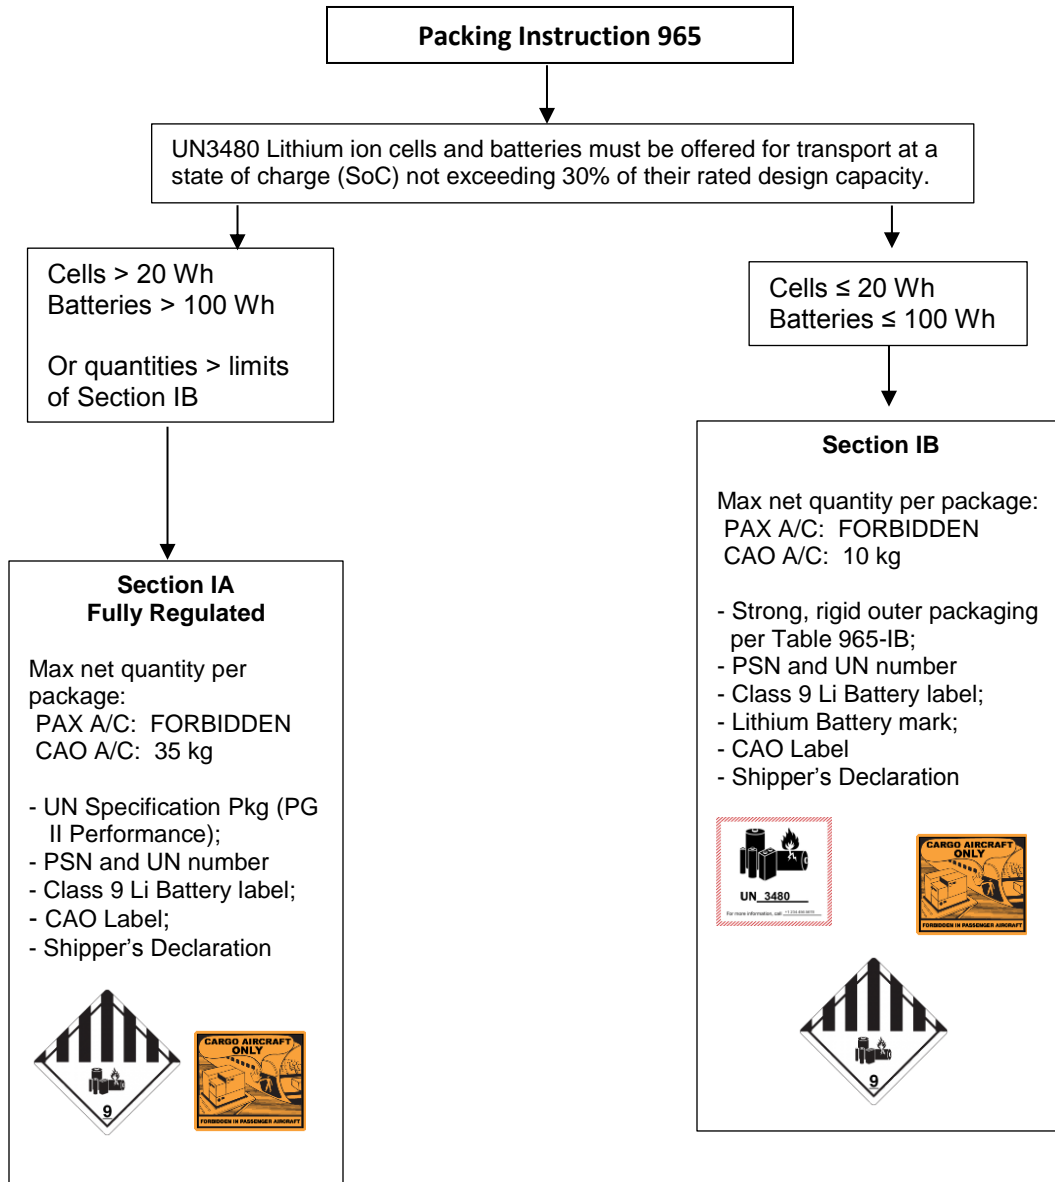 Packing Instruction 965
UN3480 Lithium ion cells and batteries must be offered for transport at a
state of charge (SoC) not exceeding 30% of their rated design capacity.
Cells > 20 Wh
Batteries > 100 Wh
Or quantities > limits
of Section IB
Cells ≤ 20 Wh
Batteries ≤ 100 Wh
Section IA
Fully Regulated
Max net quantity per
package:
PAX A/C: FORBIDDEN
CAO A/C: 35 kg
- UN Specification Pkg (PG
II Performance);
- PSN and UN number
- Class 9 Li Battery label;
- CAO Label;
- Shipper's Declaration
9
CARGO AIRCRAFT
ONLY
FORBIDDEN IN PASSENGER AIRCRAFT
Section IB
Max net quantity per package:
PAX A/C: FORBIDDEN
CAO A/C: 10 kg
- Strong, rigid outer packaging
per Table 965-IB;
- PSN and UN number
- Class 9 Li Battery label;
- Lithium Battery mark;
- CAO Label
- Shipper's Declaration
UN 3480
For more information, call
CARGO AIRCRAFT
ONLY
FORBIDDEN IN PASSENGER AIRCRAFT
9